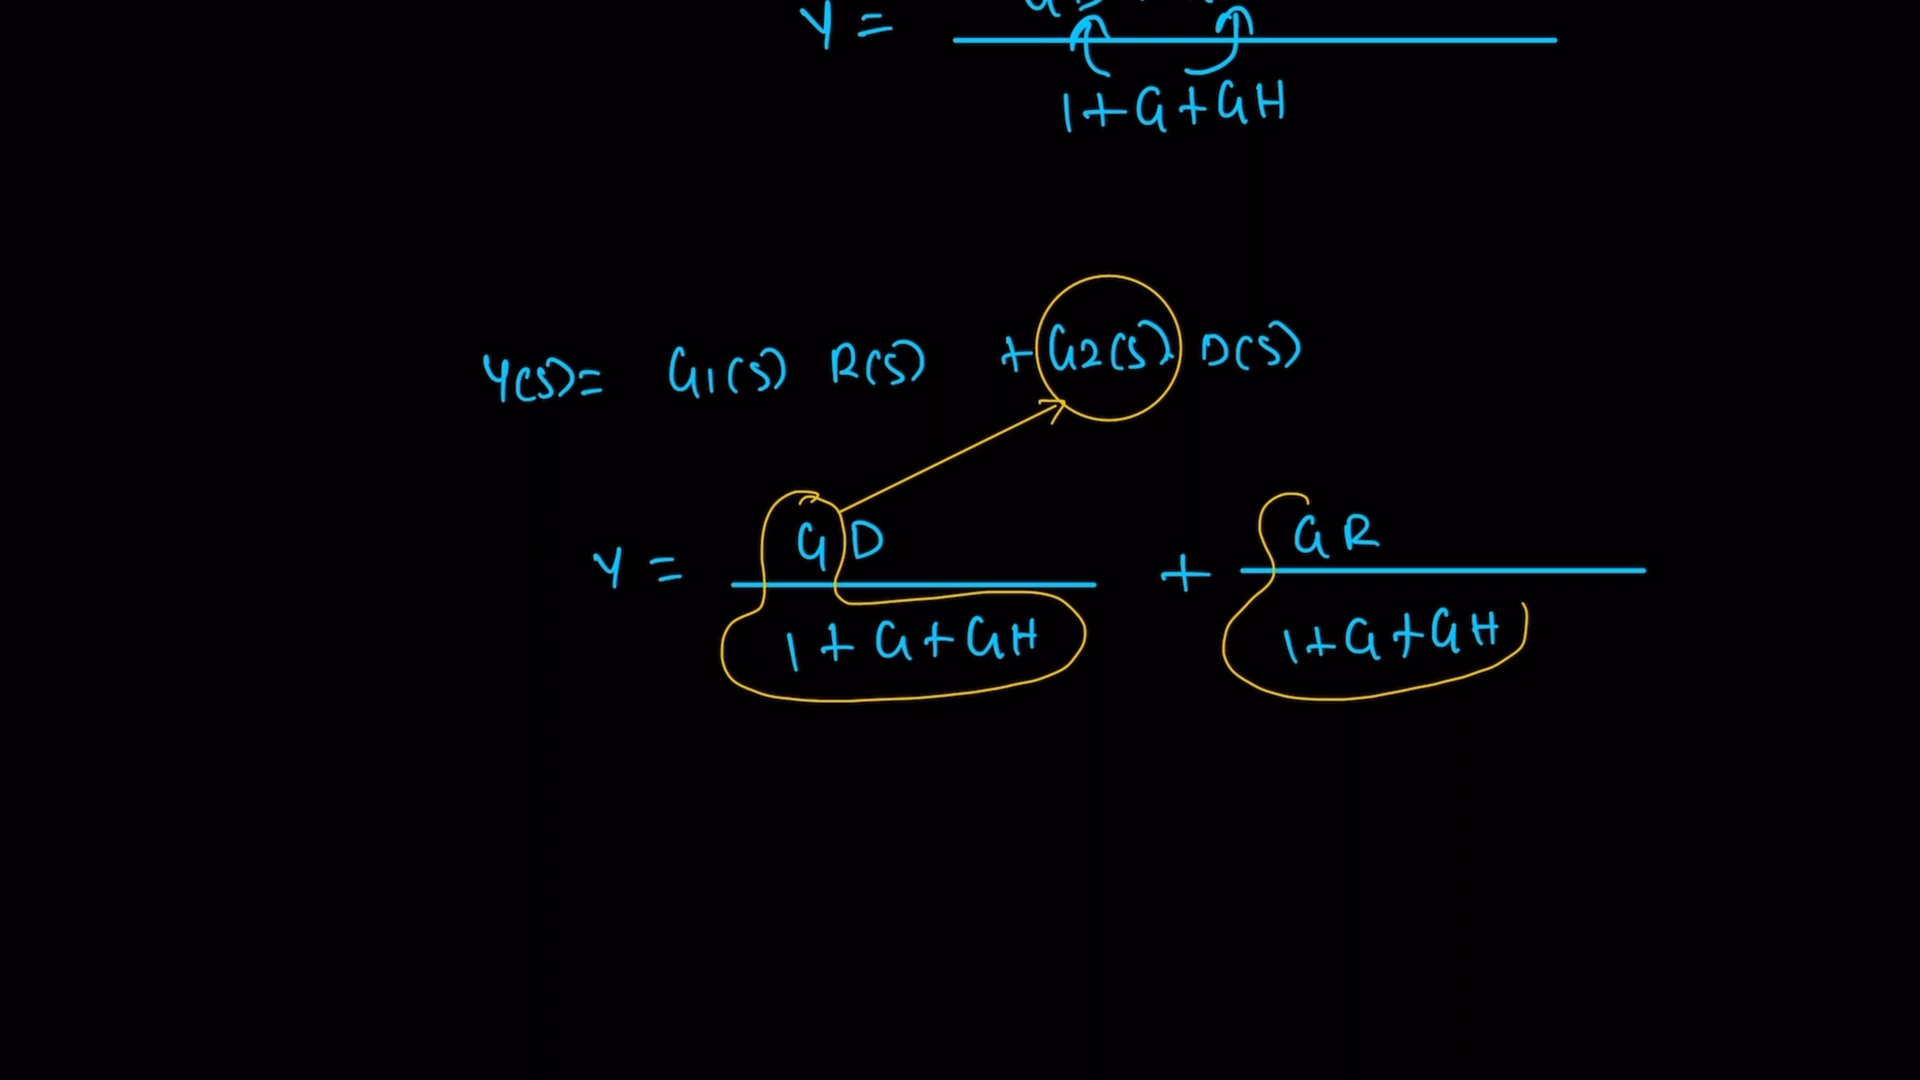 Y =
1+G+GH
Y(S)= G1(S) R(S) +G2(S) D(S)
Y = GD + GR
1+G+GH 1+G+GH